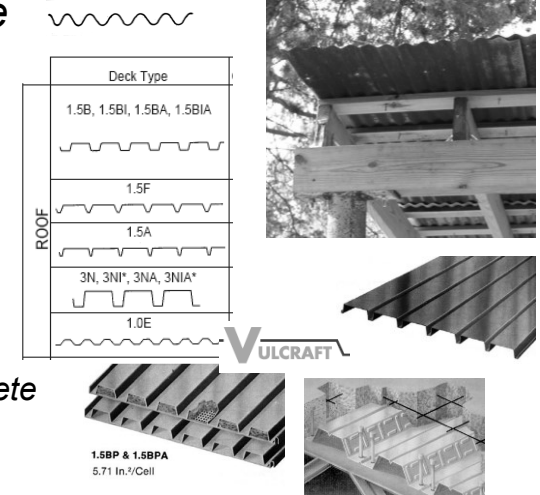 e
Deck Type
1.5B, 1.5BI, 1.5BA, 1.5BIA
1.5F
1.5A
3N, 3NI*, 3NA, 3NIA*
1.0E
ROOF
VULCRAFT
ete
1.5BP & 1.5BPA
5.71 In.²/Cell